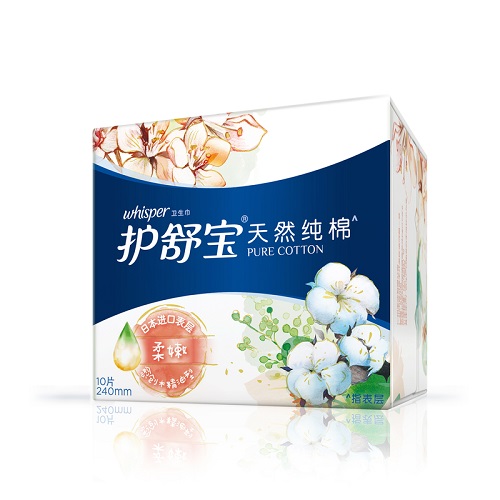 whisper 卫生巾
护舒宝® 天然纯棉^
PURE COTTON
日本进口表层
柔嫩
10片
240mm
^指表层